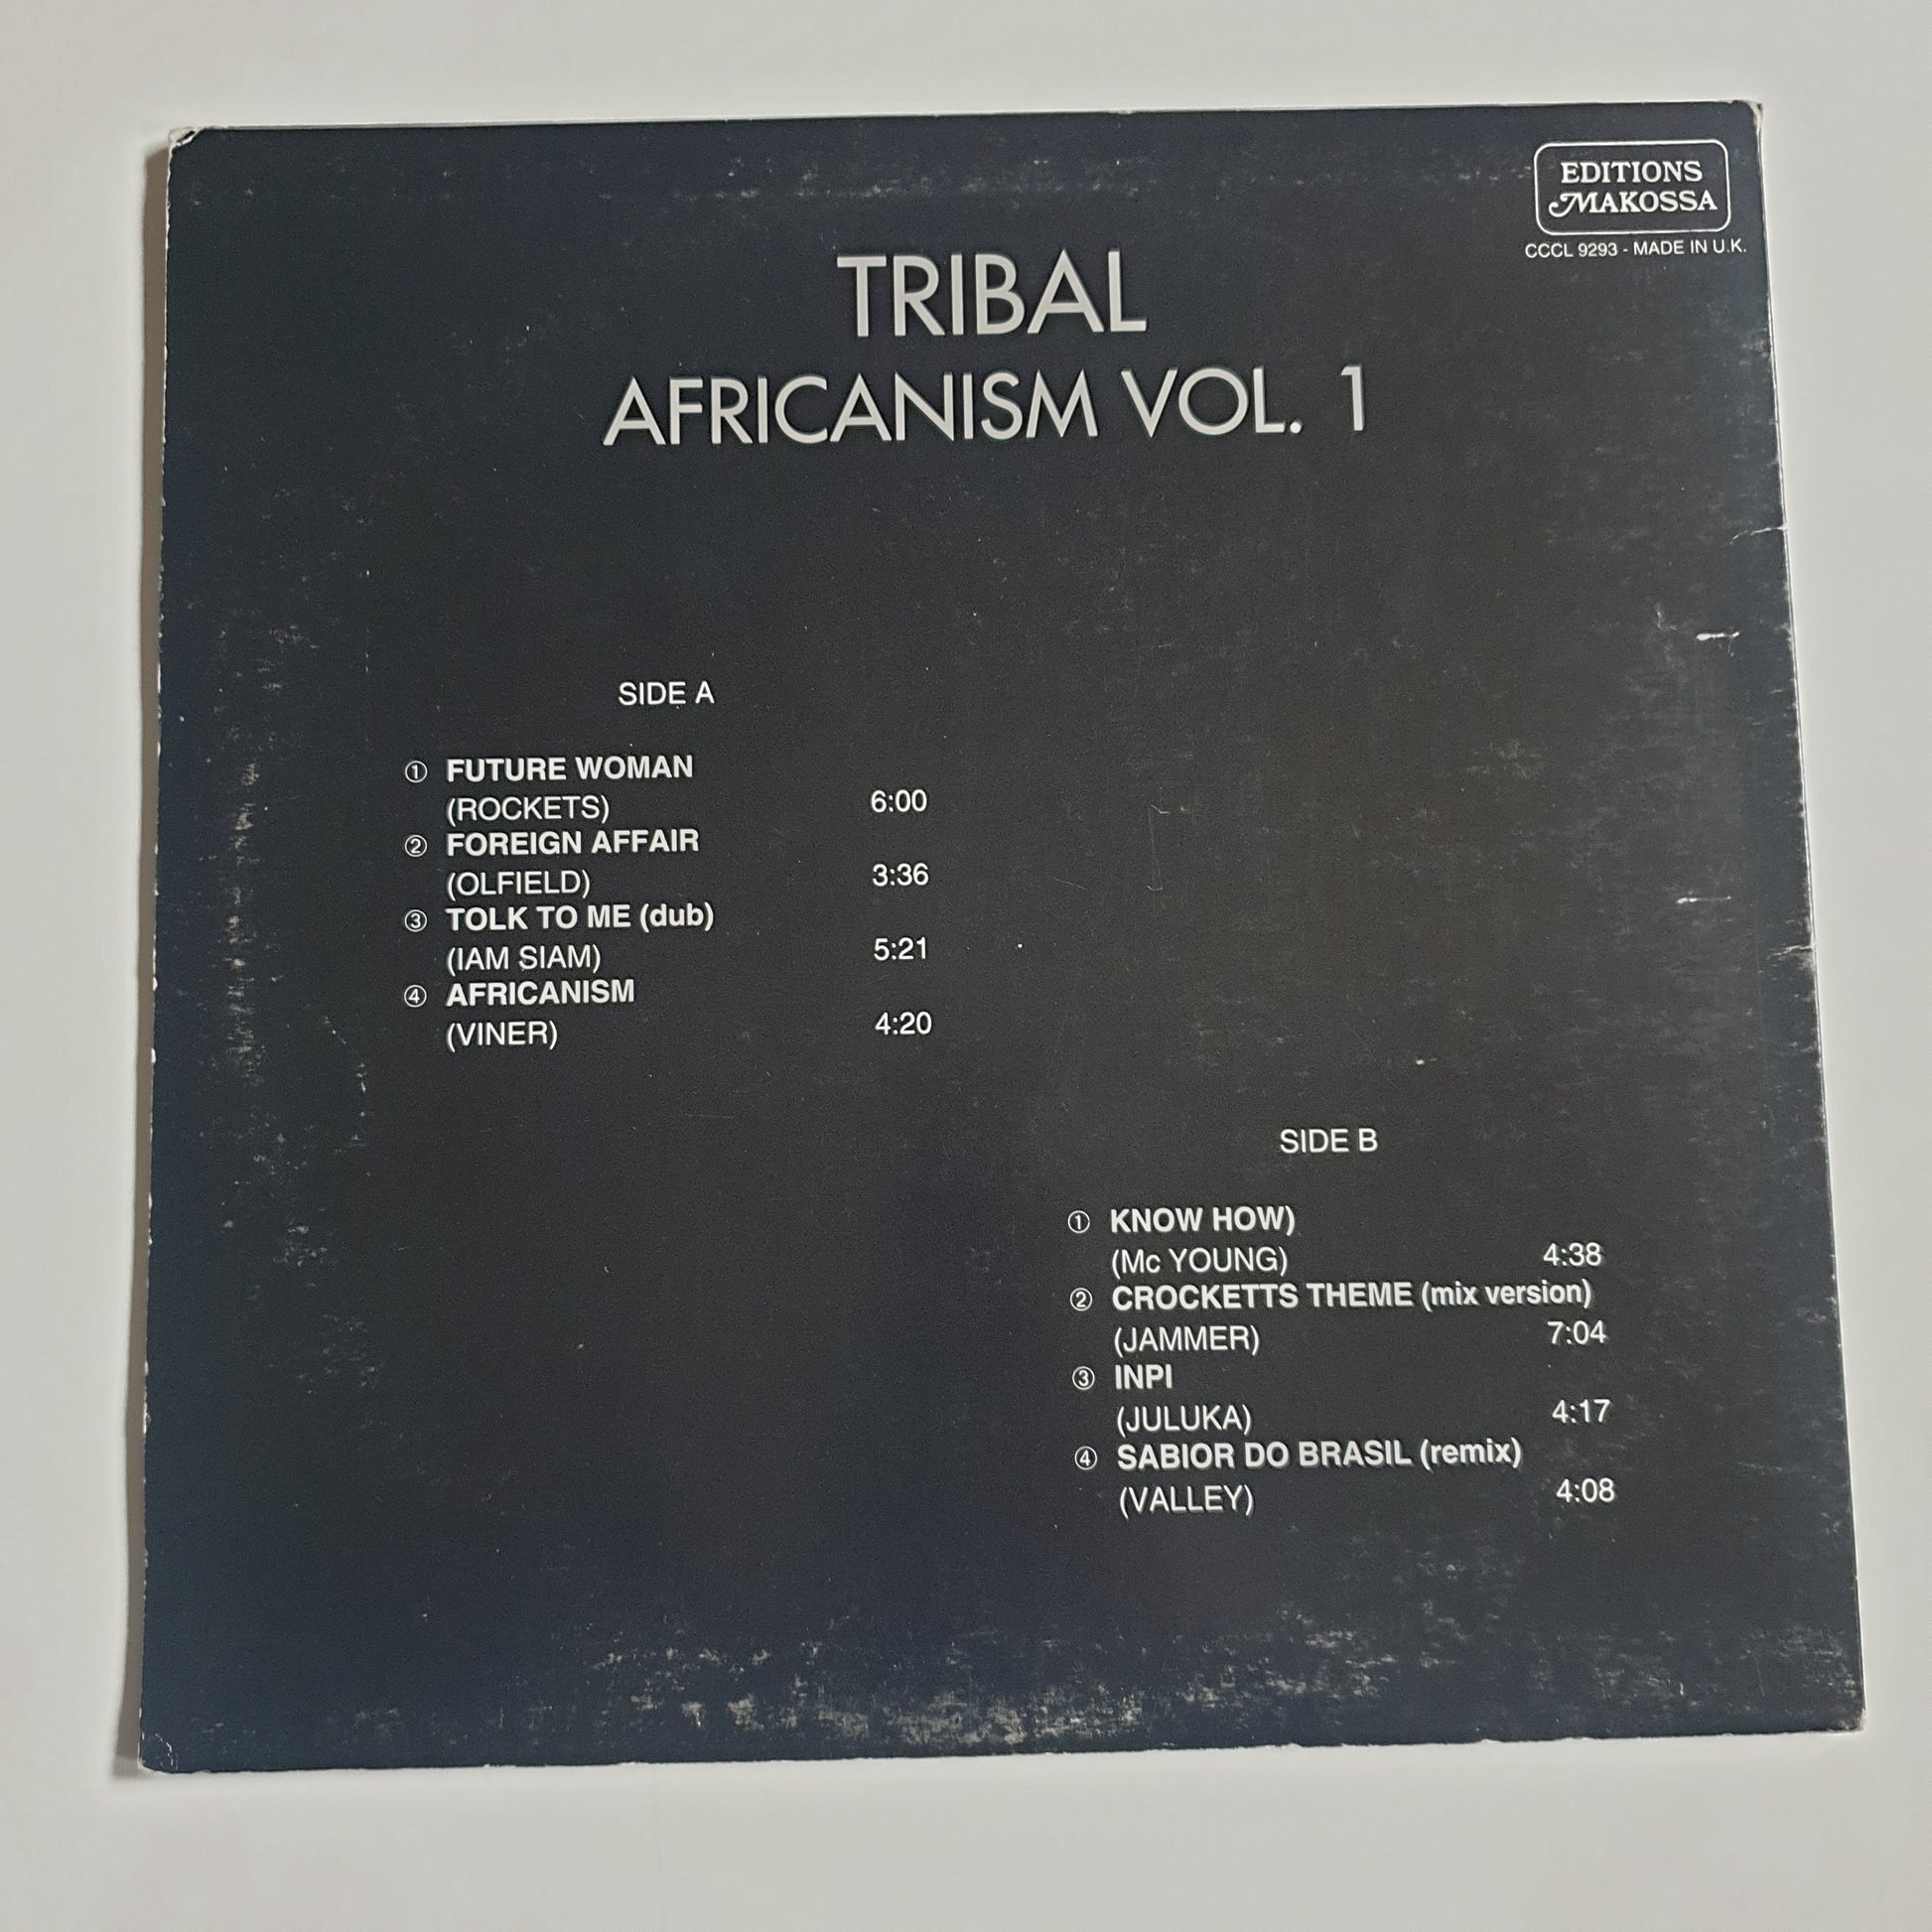 EDITIONS
MAKOSSA
CCCL 9293 - MADE IN U.K.
TRIBAL
AFRICANISM VOL. 1
SIDE A
① FUTURE WOMAN
(ROCKETS) 6:00
② FOREIGN AFFAIR
(OLFIELD) 3:36
③ TOLK TO ME (dub)
(IAM SIAM) 5:21
④ AFRICANISM
(VINER) 4:20
SIDE B
① KNOW HOW)
(Mc YOUNG) 4:38
② CROCKETTS THEME (mix version)
(JAMMER) 7:04
③ INPI
(JULUKA) 4:17
④ SABIOR DO BRASIL (remix)
(VALLEY) 4:08